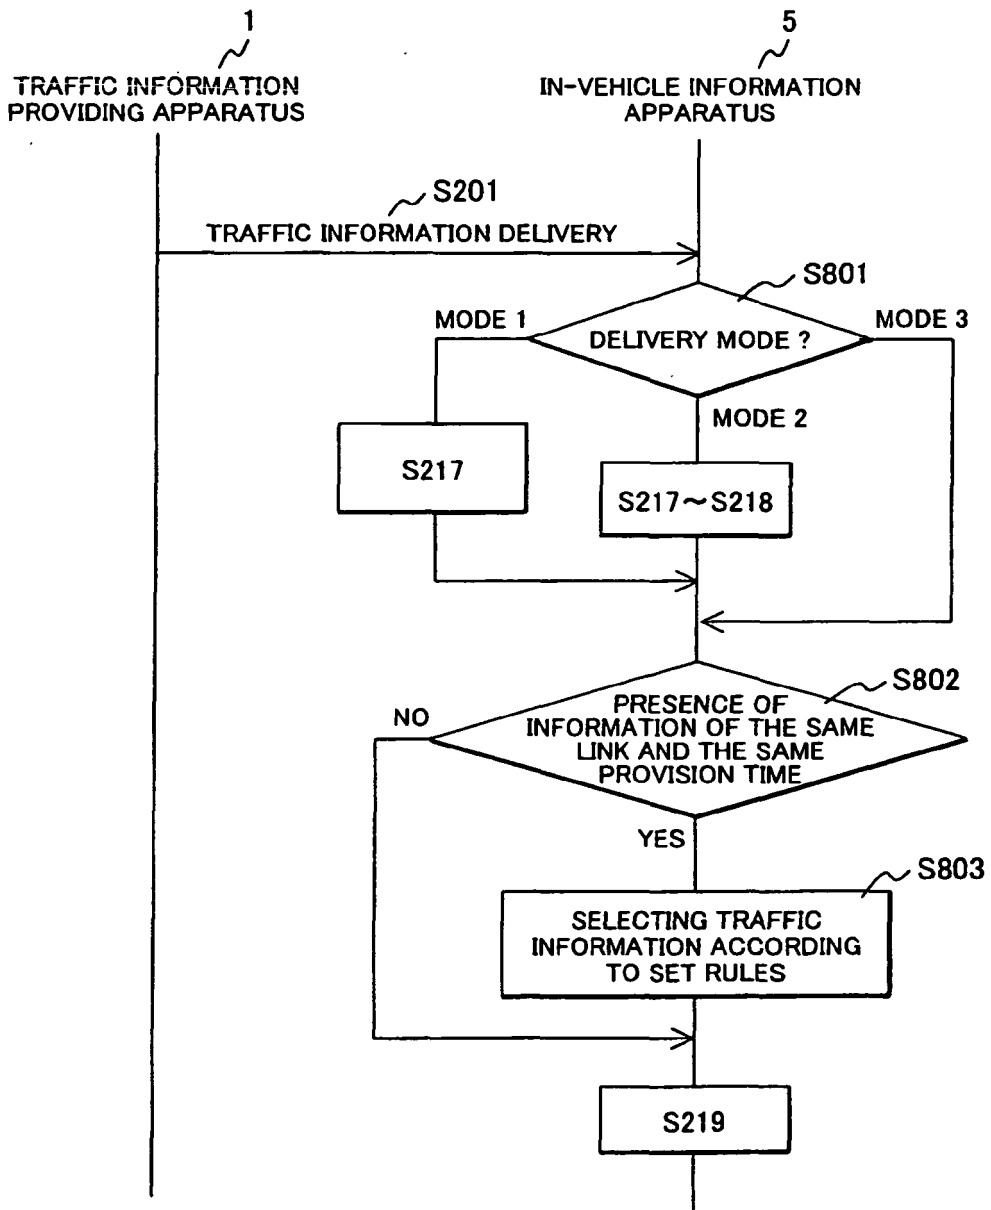 1
5
TRAFFIC INFORMATION
PROVIDING APPARATUS
IN-VEHICLE INFORMATION
APPARATUS
S201
TRAFFIC INFORMATION DELIVERY
S801
MODE 1
DELIVERY MODE ?
MODE 3
MODE 2
S217
S217～S218
S802
NO
PRESENCE OF
INFORMATION OF THE SAME
LINK AND THE SAME
PROVISION TIME
YES
S803
SELECTING TRAFFIC
INFORMATION ACCORDING
TO SET RULES
S219